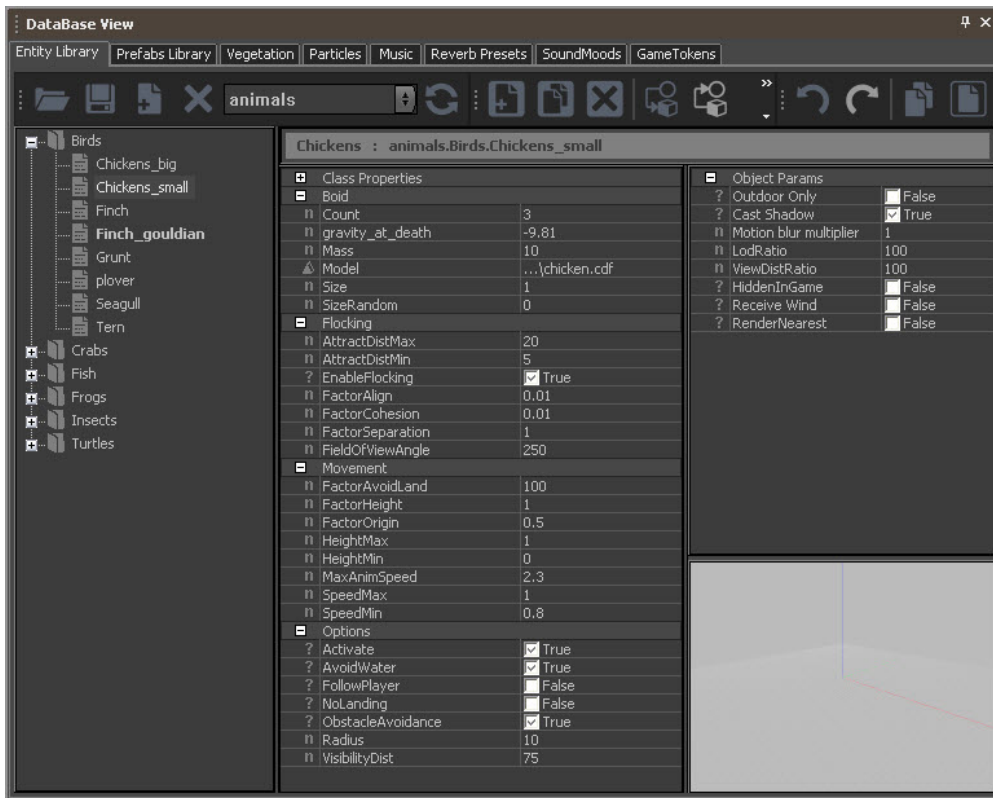 DataBase View
Entity Library Prefabs Library Vegetation Particles Music Reverb Presets SoundMoods GameTokens
animals
Birds
Chickens_big
Chickens_small
Finch
Finch_gouldian
Grunt
plover
Seagull
Tern
Crabs
Fish
Frogs
Insects
Turtles
Chickens : animals.Birds.Chickens_small
Class Properties
Boid
n Count 3
n gravity_at_death -9.81
n Mass 10
Model ...\chicken.cdf
n Size 1
n SizeRandom 0
Flocking
n AttractDistMax 20
n AttractDistMin 5
? EnableFlocking True
n FactorAlign 0.01
n FactorCohesion 0.01
n FactorSeparation 1
n FieldOfViewAngle 250
Movement
n FactorAvoidLand 100
n FactorHeight 1
n FactorOrigin 0.5
n HeightMax 1
n HeightMin 0
n MaxAnimSpeed 2.3
n SpeedMax 1
n SpeedMin 0.8
Options
? Activate True
? AvoidWater True
? FollowPlayer False
? NoLanding False
? ObstacleAvoidance True
n Radius 10
n VisibilityDist 75
Object Params
? Outdoor Only False
? Cast Shadow True
n Motion blur multiplier 1
n LodRatio 100
n ViewDistRatio 100
? HiddenInGame False
? Receive Wind False
? RenderNearest False